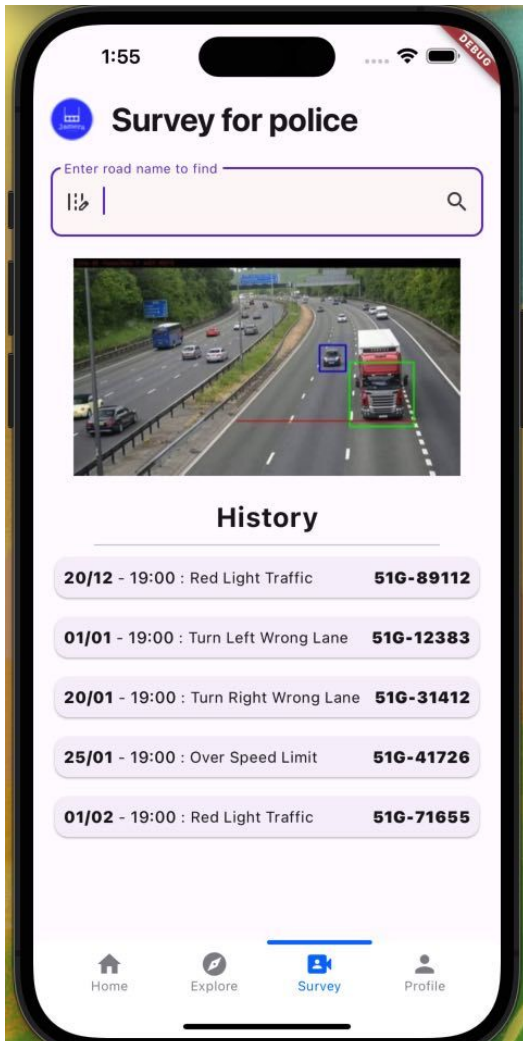 1:55
DEBUG
Survey for police
Enter road name to find
History
20/12 - 19:00 : Red Light Traffic 51G-89112
01/01 - 19:00 : Turn Left Wrong Lane 51G-12383
20/01 - 19:00 : Turn Right Wrong Lane 51G-31412
25/01 - 19:00 : Over Speed Limit 51G-41726
01/02 - 19:00 : Red Light Traffic 51G-71655
Home Explore Survey Profile